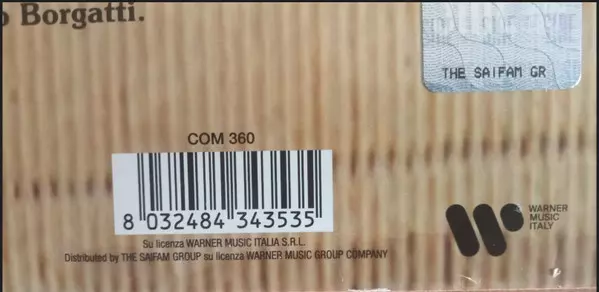 Borgatti.
THE SAIFAM GR
COM 360
8 032484 343535
Su licenza WARNER MUSIC ITALIA S.R.L.
Distributed by THE SAIFAM GROUP su licenza WARNER MUSIC GROUP COMPANY
WARNER
MUSIC
ITALY